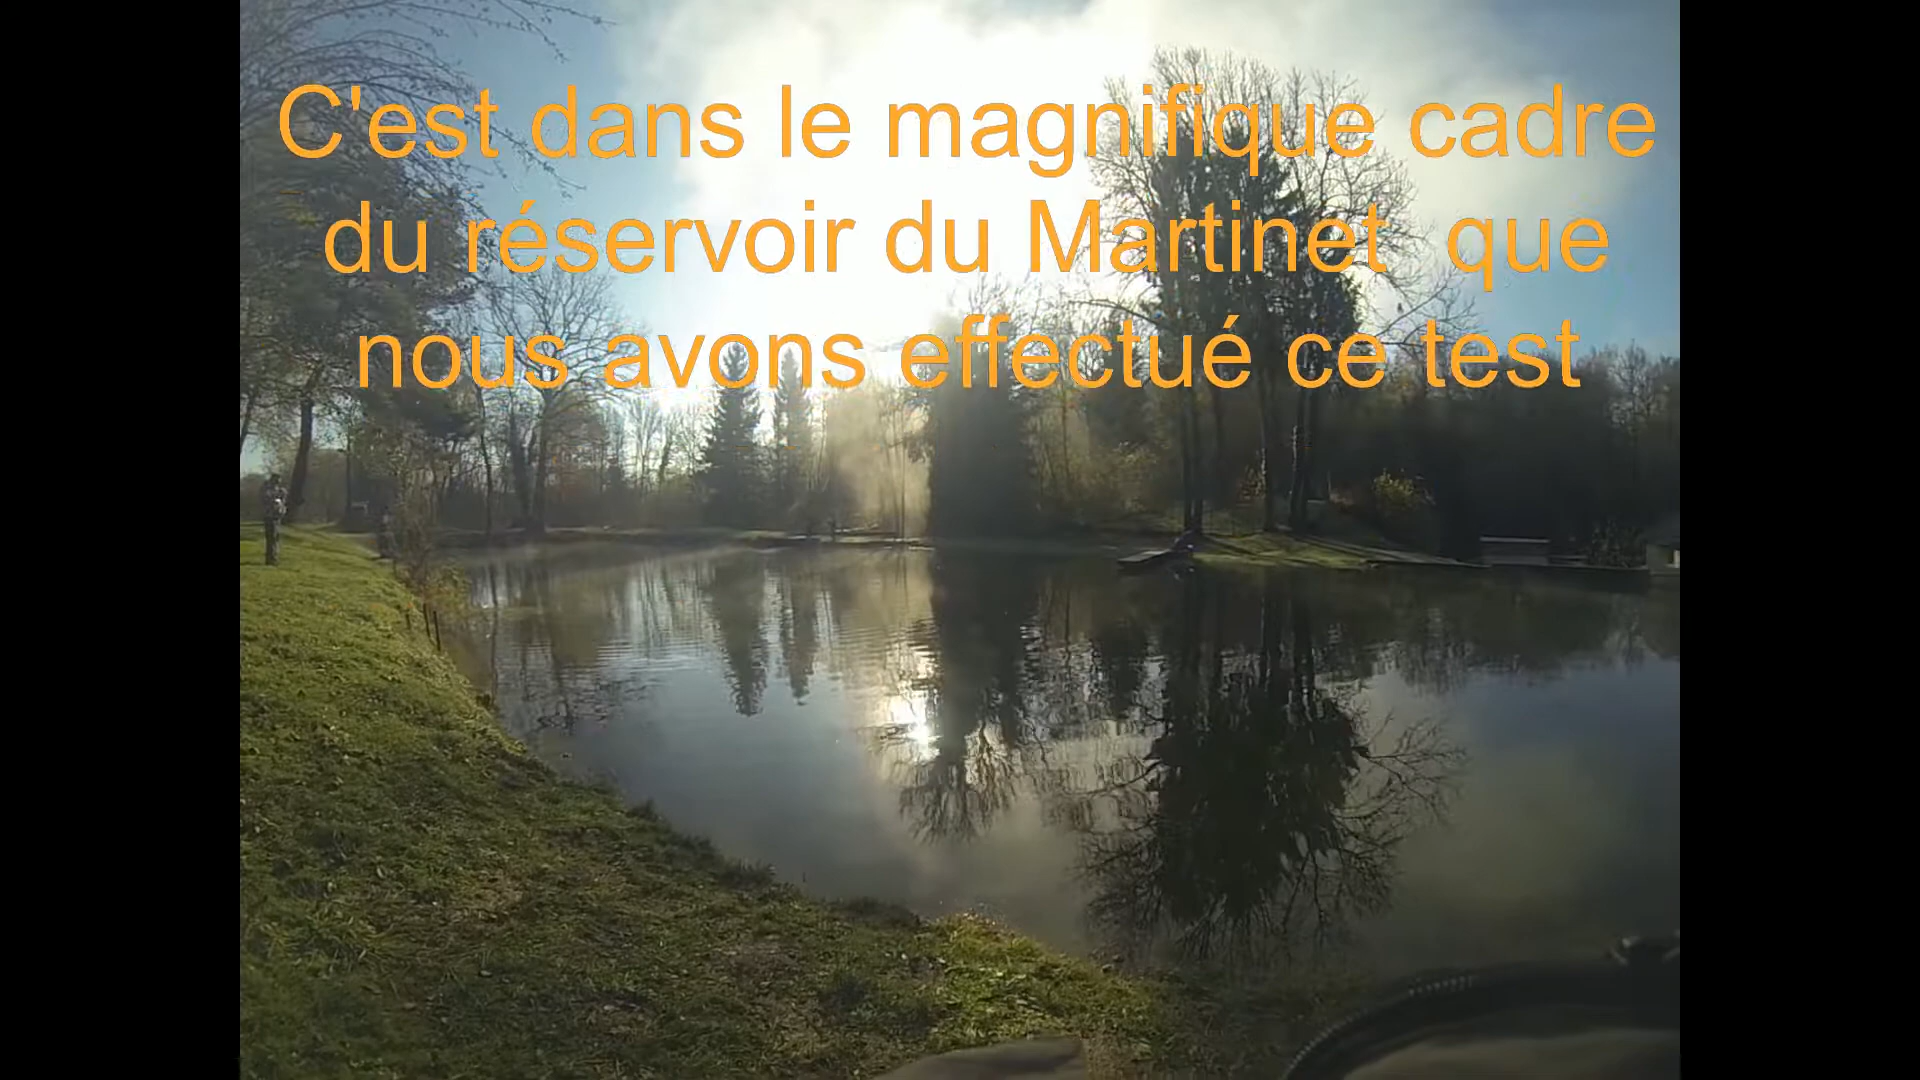 C'est dans le magnifique cadre
du réservoir du Martinet  que
nous avons effectué ce test